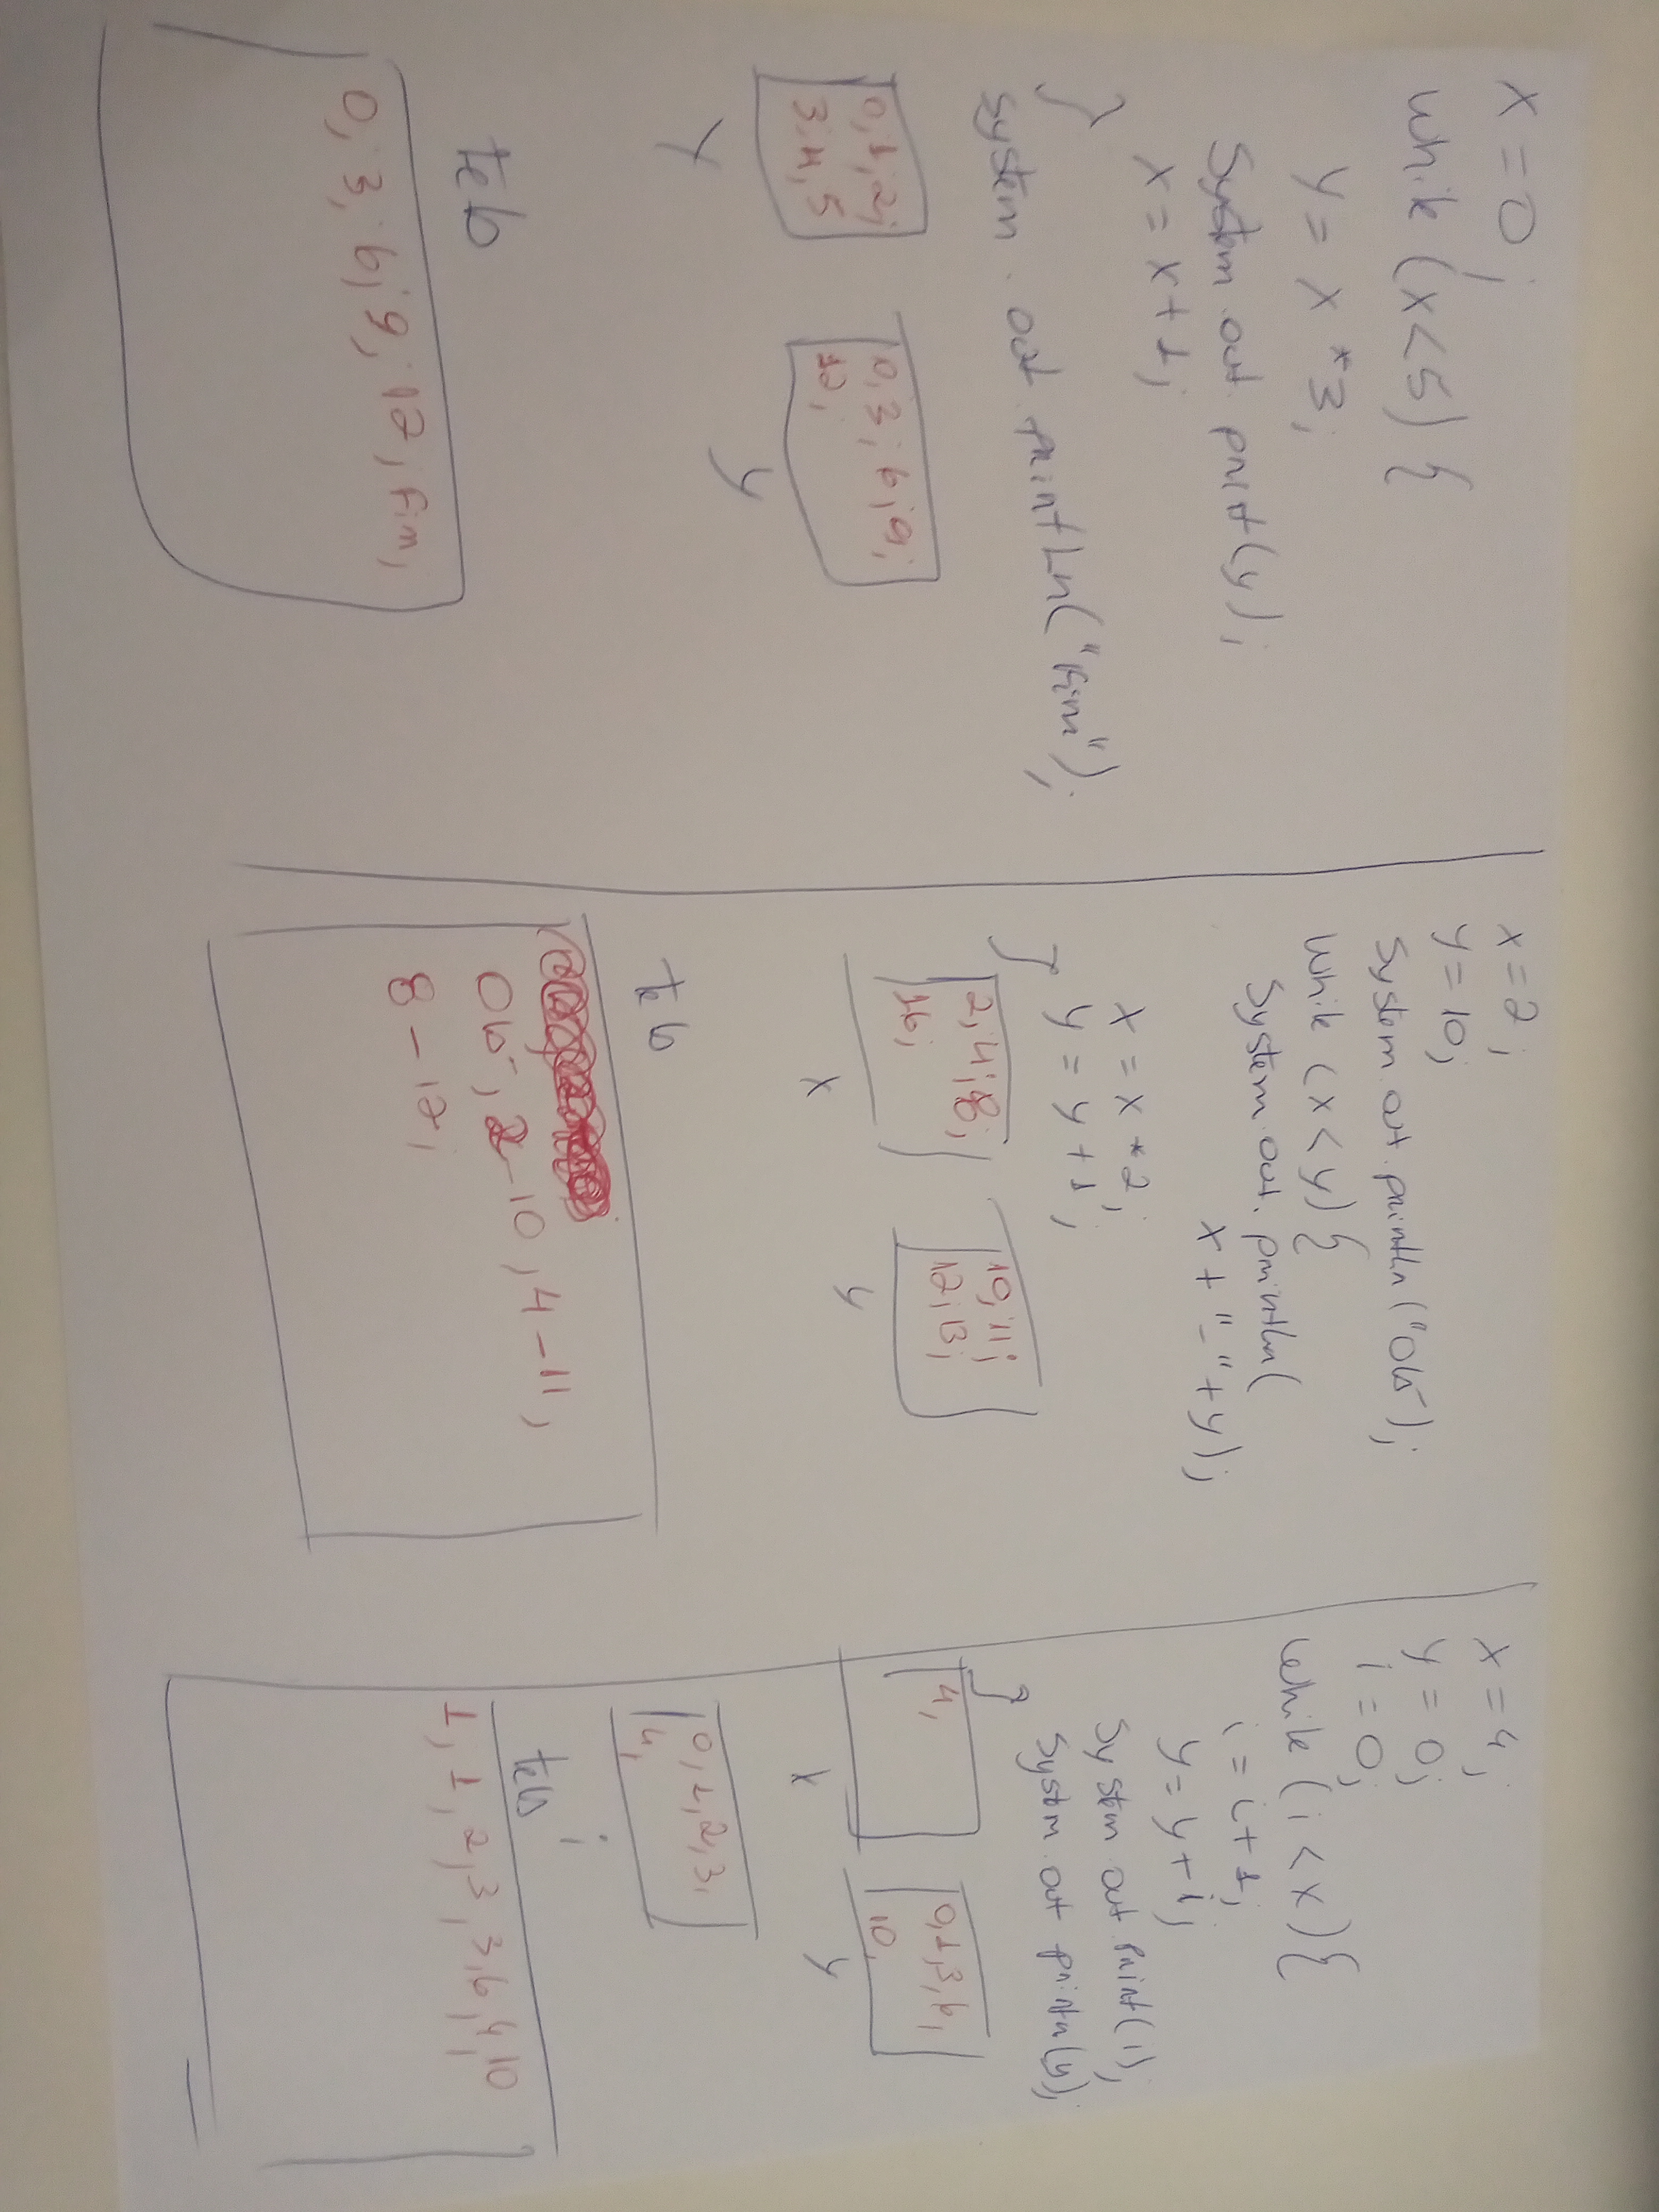 x = 0;
while (x<5) {
y = x *3;
System.out.print(y);
x = x+1;
}
system.out.printLn("Fim");
0, 1; 2;
3. 4, 5
Y
0, 3; 6; 9;
12;
y
tela
0; 3; 6; 9; 12; Fim;
x = 2;
y = 10;
System.out.println("Olá");
while (x < y) {
System.out.println(
x + "-" + y);
x = x *2;
y = y +1;
}
2; 4; 8;
16;
x
10; 11;
12; 13;
y
tela
Olá, 2-10, 4-11,
8-12;
x = 4;
y = 0;
i = 0;
while (i < x) {
i = i+1;
y = y+i;
System.out.print(i);
System.out.println(y);
}
4,
x
0,1,3,6,
10,
y
0,1,2,3,
4,
i
tela
1, 1, 2,3, 3,6,4,10